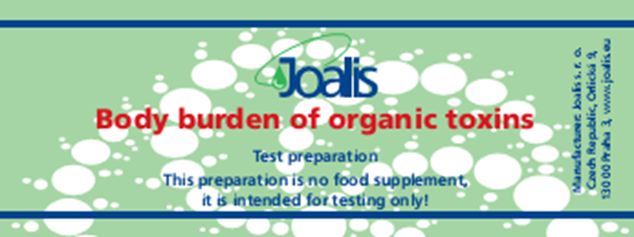 Joalis
Body burden of organic toxins
Test preparation
This preparation is no food supplement,
it is intended for testing only!
Manufacturer: Joalis s. r. o.
Czech Republic, Orlická 9,
130 00 Praha 3, www.joalis.eu